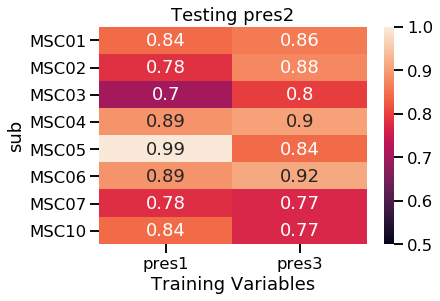 Testing pres2
sub
MSC01 0.84 0.86
MSC02 0.78 0.88
MSC03 0.7 0.8
MSC04 0.89 0.9
MSC05 0.99 0.84
MSC06 0.89 0.92
MSC07 0.78 0.77
MSC10 0.84 0.77
pres1 pres3
Training Variables
1.0
0.9
0.8
0.7
0.6
0.5